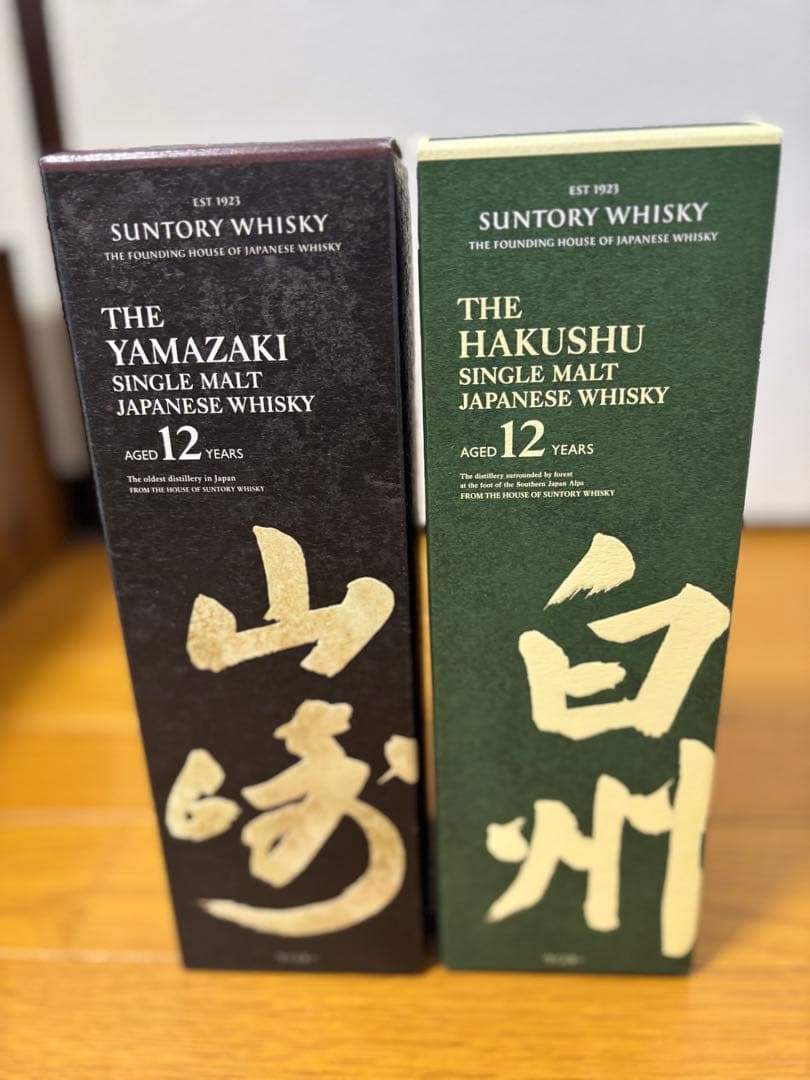 EST 1923
SUNTORY WHISKY
THE FOUNDING HOUSE OF JAPANESE WHISKY
THE
YAMAZAKI
SINGLE MALT
JAPANESE WHISKY
AGED 12 YEARS
The oldest distillery in Japan
FROM THE HOUSE OF SUNTORY WHISKY
山
崎
EST 1923
SUNTORY WHISKY
THE FOUNDING HOUSE OF JAPANESE WHISKY
THE
HAKUSHU
SINGLE MALT
JAPANESE WHISKY
AGED 12 YEARS
The distillery surrounded by forest
at the foot of the Southern Japan Alps
FROM THE HOUSE OF SUNTORY WHISKY
白
州